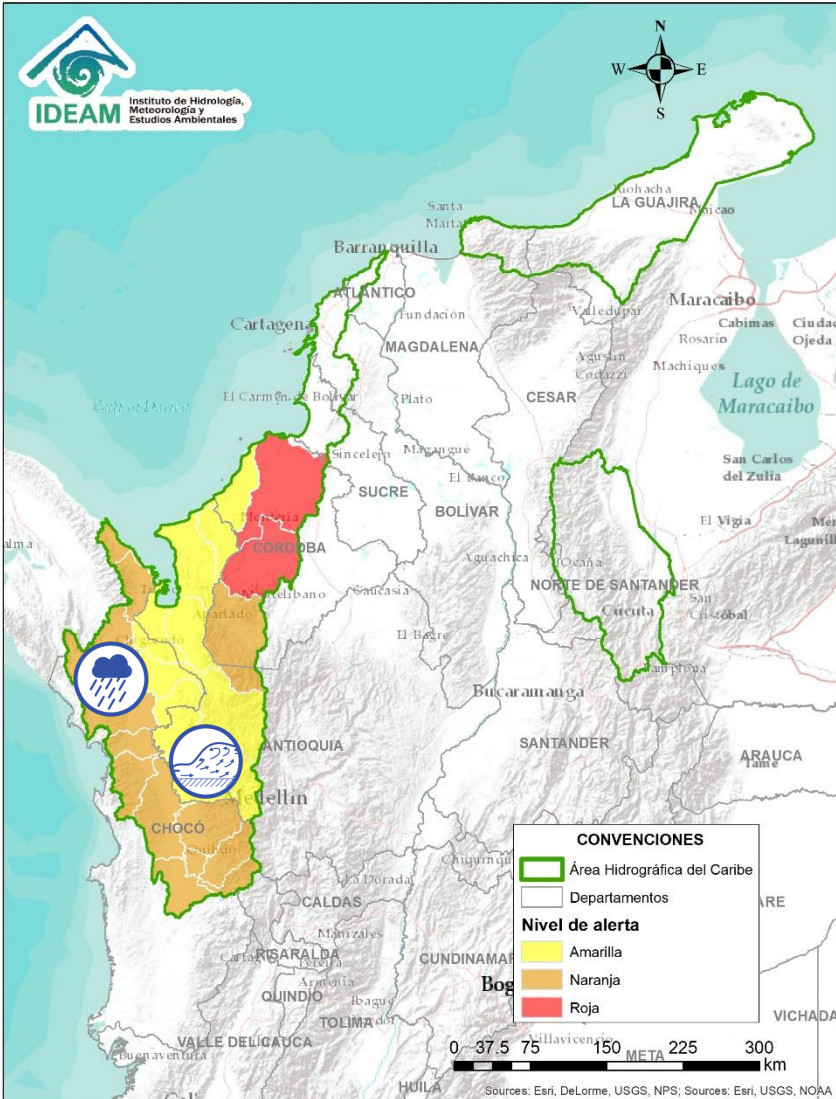 IDEAM
Instituto de Hidrología,
Meteorología y
Estudios Ambientales
N
W
E
S
Riohacha
LA GUAJIRA
Maicao
Santa
Marta
Barranquilla
ATLÁNTICO
Maracaibo
Cartagena
Fundación
Valledupar
Cabimas
Ciudad
Ojeda
Rosario
MAGDALENA
Machiques
Agustín
Codazzi
El Carmen de Bolívar
Plato
CESAR
Lago de
Maracaibo
Sincelejo
Magangue
San Carlos
del Zulia
El Banco
SUCRE
BOLÍVAR
El Vigía
Montería
CÓRDOBA
Aguachica
Ocaña
NORTE DE SANTANDER
Montelibano
Caucasia
San
Cristóbal
Apartadó
Cucuta
El Bagre
Pamplona
Bucaramanga
ANTIOQUIA
SANTANDER
ARAUCA
Tame
Medellín
CHOCÓ
Quibdó
La Dorada
CALDAS
Manizales
RISARALDA
Pereira
Armenia
QUINDÍO
Ibague
TOLIMA
VALLE DEL CAUCA
Buenaventura
HUILA
Villavicencio
META
VICHADA
CONVENCIONES
Área Hidrográfica del Caribe
Departamentos
Nivel de alerta
Amarilla
Naranja
Roja
0 37.5 75 150 225 300
km
Sources: Esri, DeLorme, USGS, NPS; Sources: Esri, USGS, NOAA